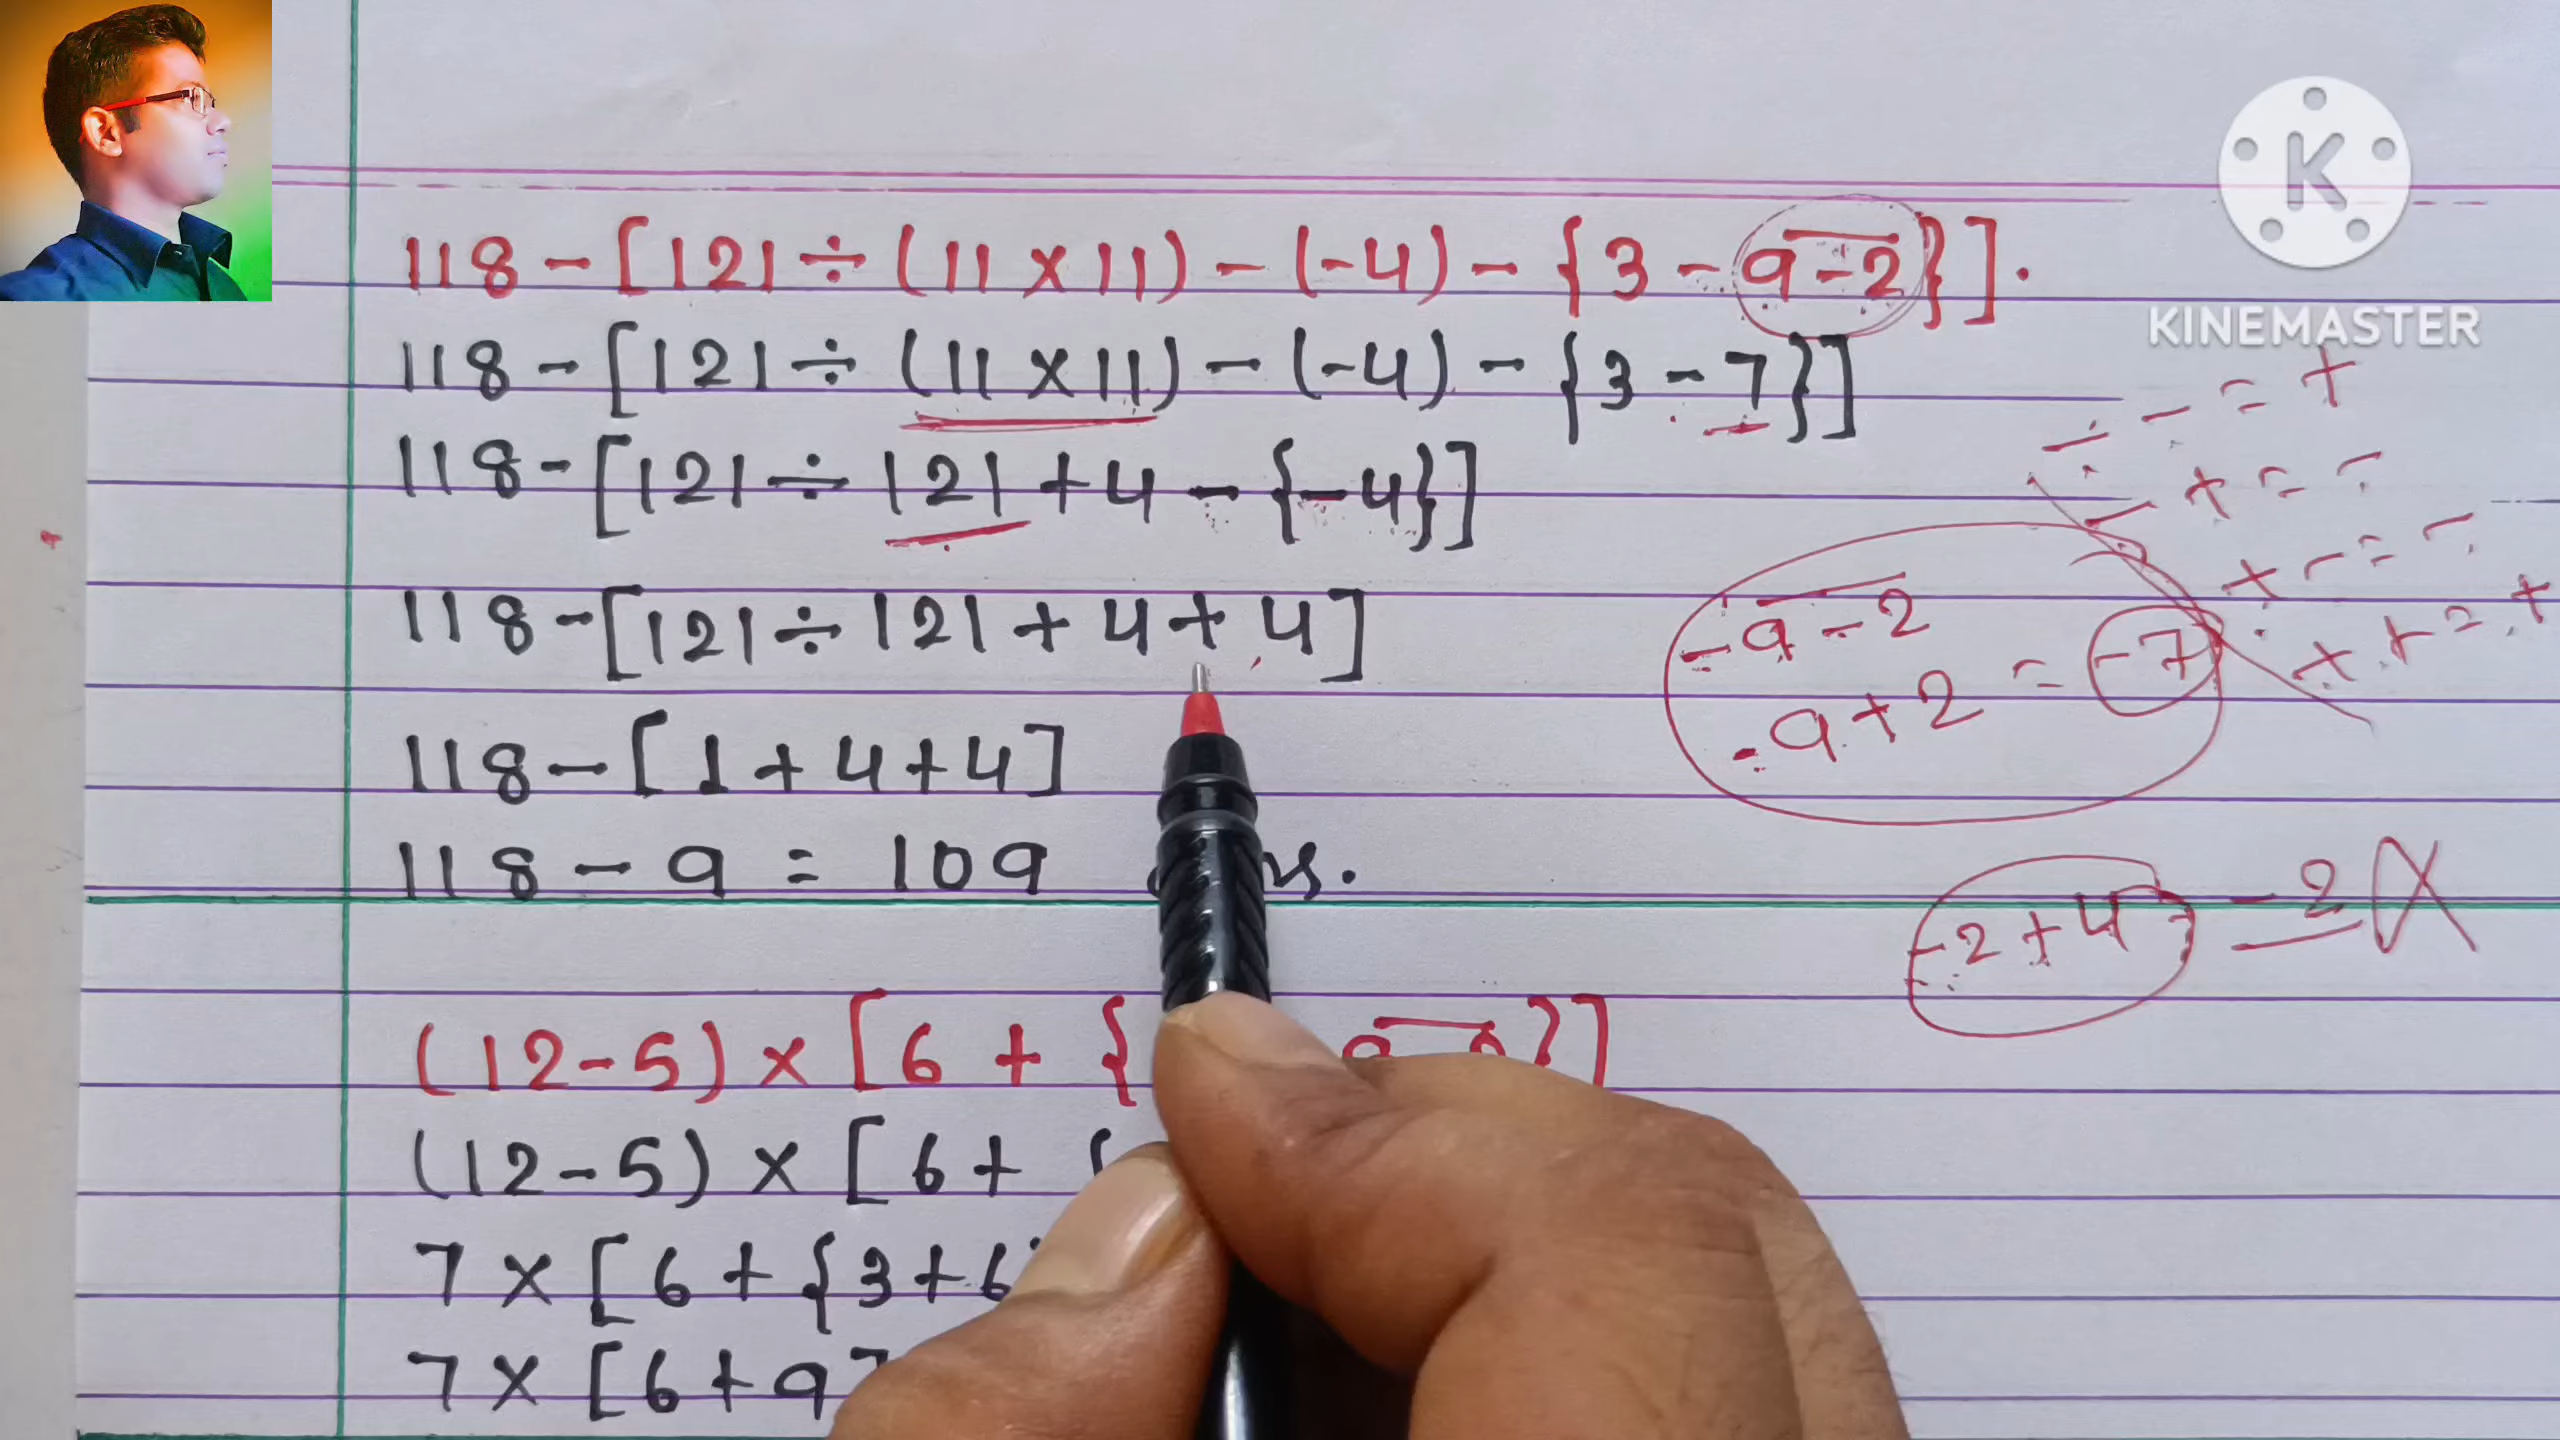 118 - [121 ÷ (11 × 11) - (-4) - {3 - 9-2}].
118 - [121 ÷ (11 × 11) - (-4) - {3 - 7}]
118 - [121 ÷ 121 + 4 - {-4}]
118 - [121 ÷ 121 + 4 + 4]
118 - [1 + 4 + 4]
118 - 9 = 109
(12-5) × [6 + {
(12-5) × [6 + {
7 × [6 + {3 + 6
7 × [6 + 9]
K
KINEMASTER
- - = +
- + = -
+ - = -
+ + = +
-9-2
-9+2 = -7
-2+4 -2